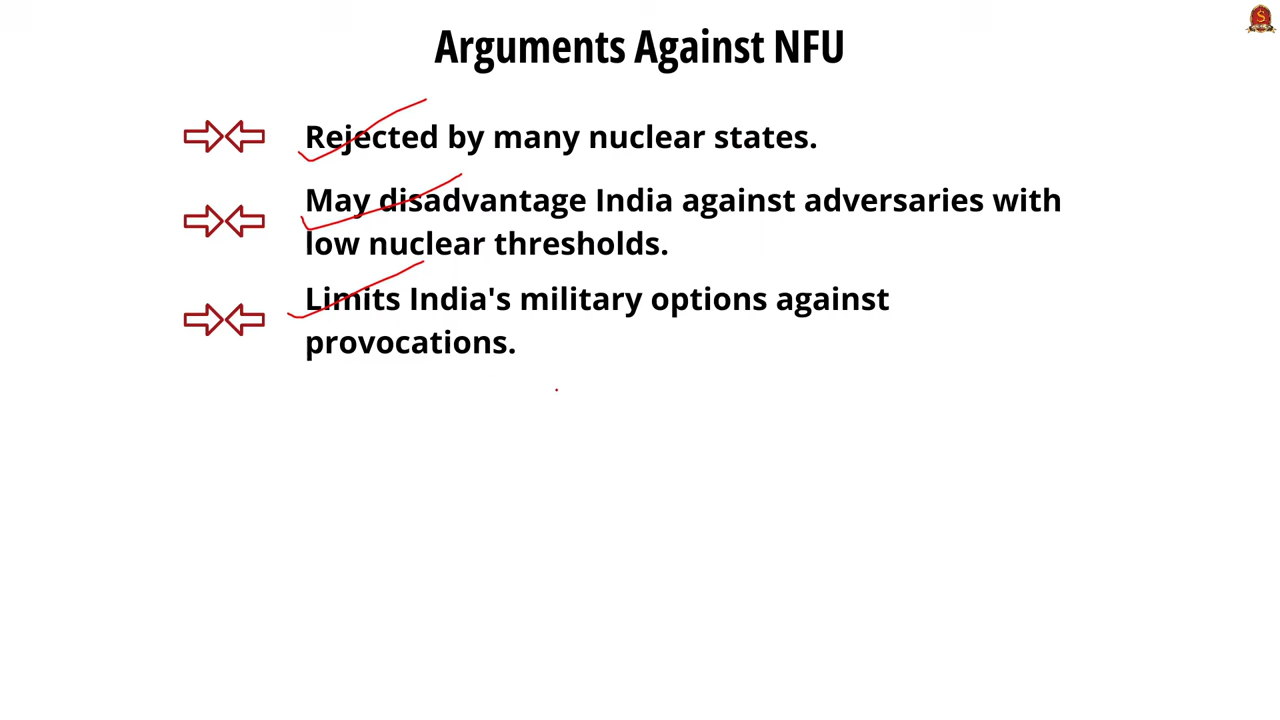 Arguments Against NFU
Rejected by many nuclear states.
May disadvantage India against adversaries with
low nuclear thresholds.
Limits India's military options against
provocations.